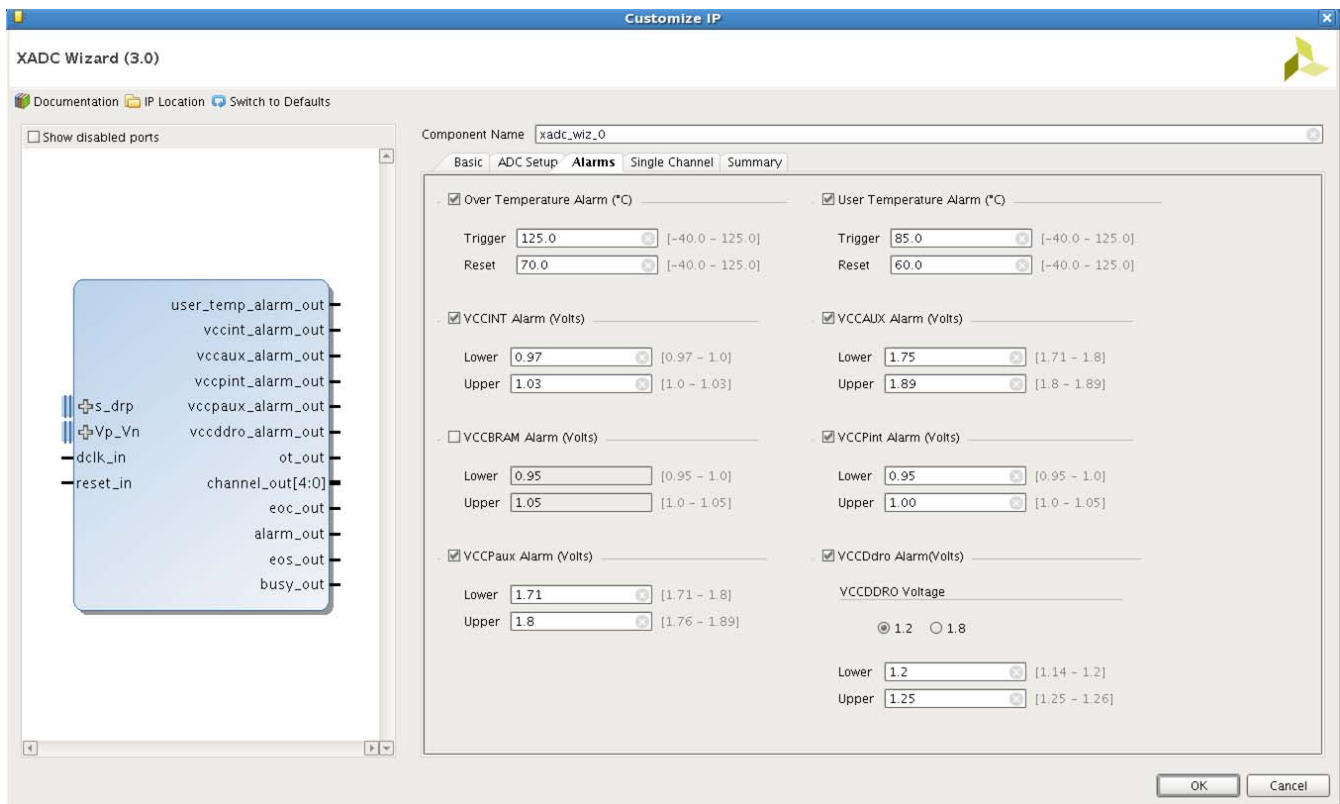 Customize IP
XADC Wizard (3.0)
Documentation IP Location Switch to Defaults
Show disabled ports
s_drp
Vp_Vn
dclk_in
reset_in
user_temp_alarm_out
vccint_alarm_out
vccaux_alarm_out
vccpint_alarm_out
vccpaux_alarm_out
vccddro_alarm_out
ot_out
channel_out[4:0]
eoc_out
alarm_out
eos_out
busy_out
Component Name xadc_wiz_0
Basic ADC Setup Alarms Single Channel Summary
Over Temperature Alarm (°C)
Trigger 125.0 [-40.0 - 125.0]
Reset 70.0 [-40.0 - 125.0]
User Temperature Alarm (°C)
Trigger 85.0 [-40.0 - 125.0]
Reset 60.0 [-40.0 - 125.0]
VCCINT Alarm (Volts)
Lower 0.97 [0.97 - 1.0]
Upper 1.03 [1.0 - 1.03]
VCCAUX Alarm (Volts)
Lower 1.75 [1.71 - 1.8]
Upper 1.89 [1.8 - 1.89]
VCCBRAM Alarm (Volts)
Lower 0.95 [0.95 - 1.0]
Upper 1.05 [1.0 - 1.05]
VCCPint Alarm (Volts)
Lower 0.95 [0.95 - 1.0]
Upper 1.00 [1.0 - 1.05]
VCCPaux Alarm (Volts)
Lower 1.71 [1.71 - 1.8]
Upper 1.8 [1.76 - 1.89]
VCCDdro Alarm(Volts)
VCCDDRO Voltage
1.2 1.8
Lower 1.2 [1.14 - 1.2]
Upper 1.25 [1.25 - 1.26]
OK Cancel